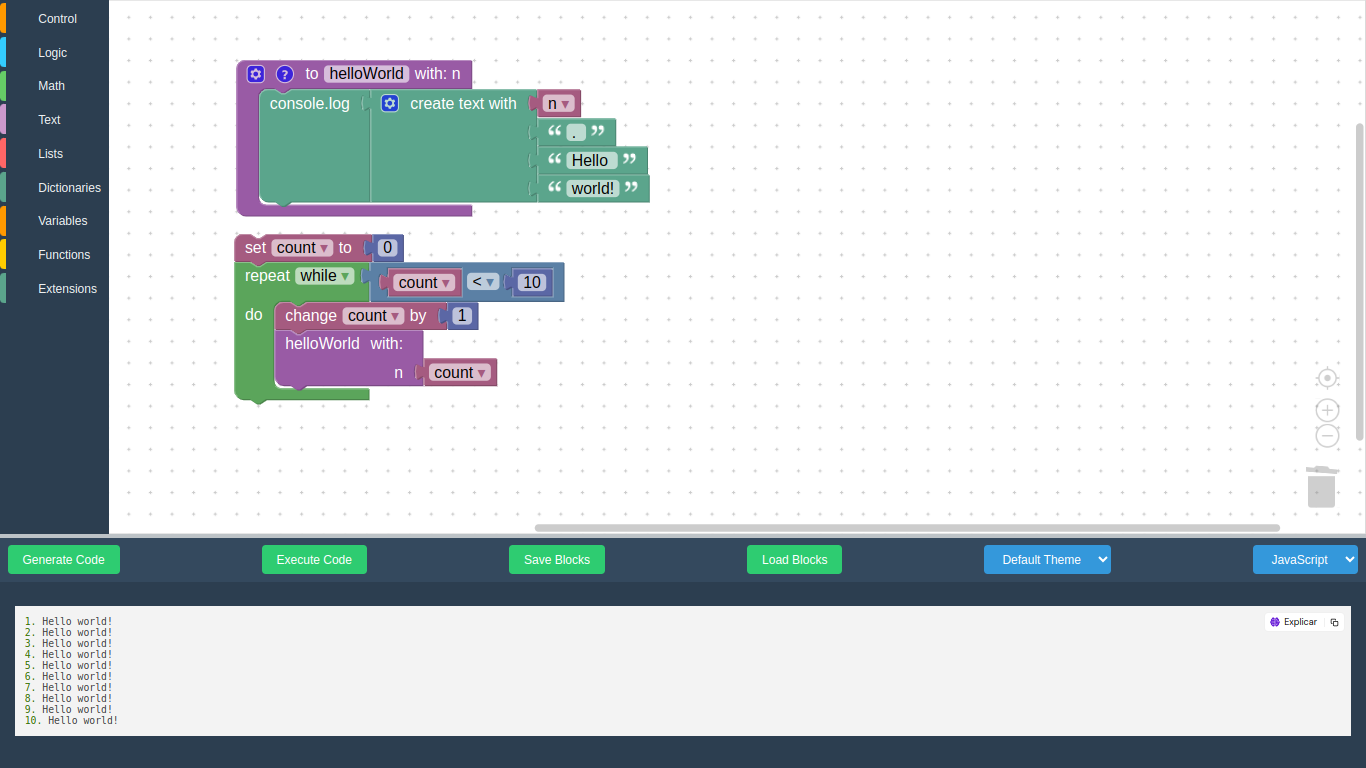 Control
Logic
Math
Text
Lists
Dictionaries
Variables
Functions
Extensions
? to helloWorld with: n
console.log create text with n
“ . ”
“ Hello ”
“ world! ”
set count to 0
repeat while count < 10
do change count by 1
helloWorld with:
n count
Generate Code Execute Code Save Blocks Load Blocks Default Theme JavaScript
Explicar
1. Hello world!
2. Hello world!
3. Hello world!
4. Hello world!
5. Hello world!
6. Hello world!
7. Hello world!
8. Hello world!
9. Hello world!
10. Hello world!